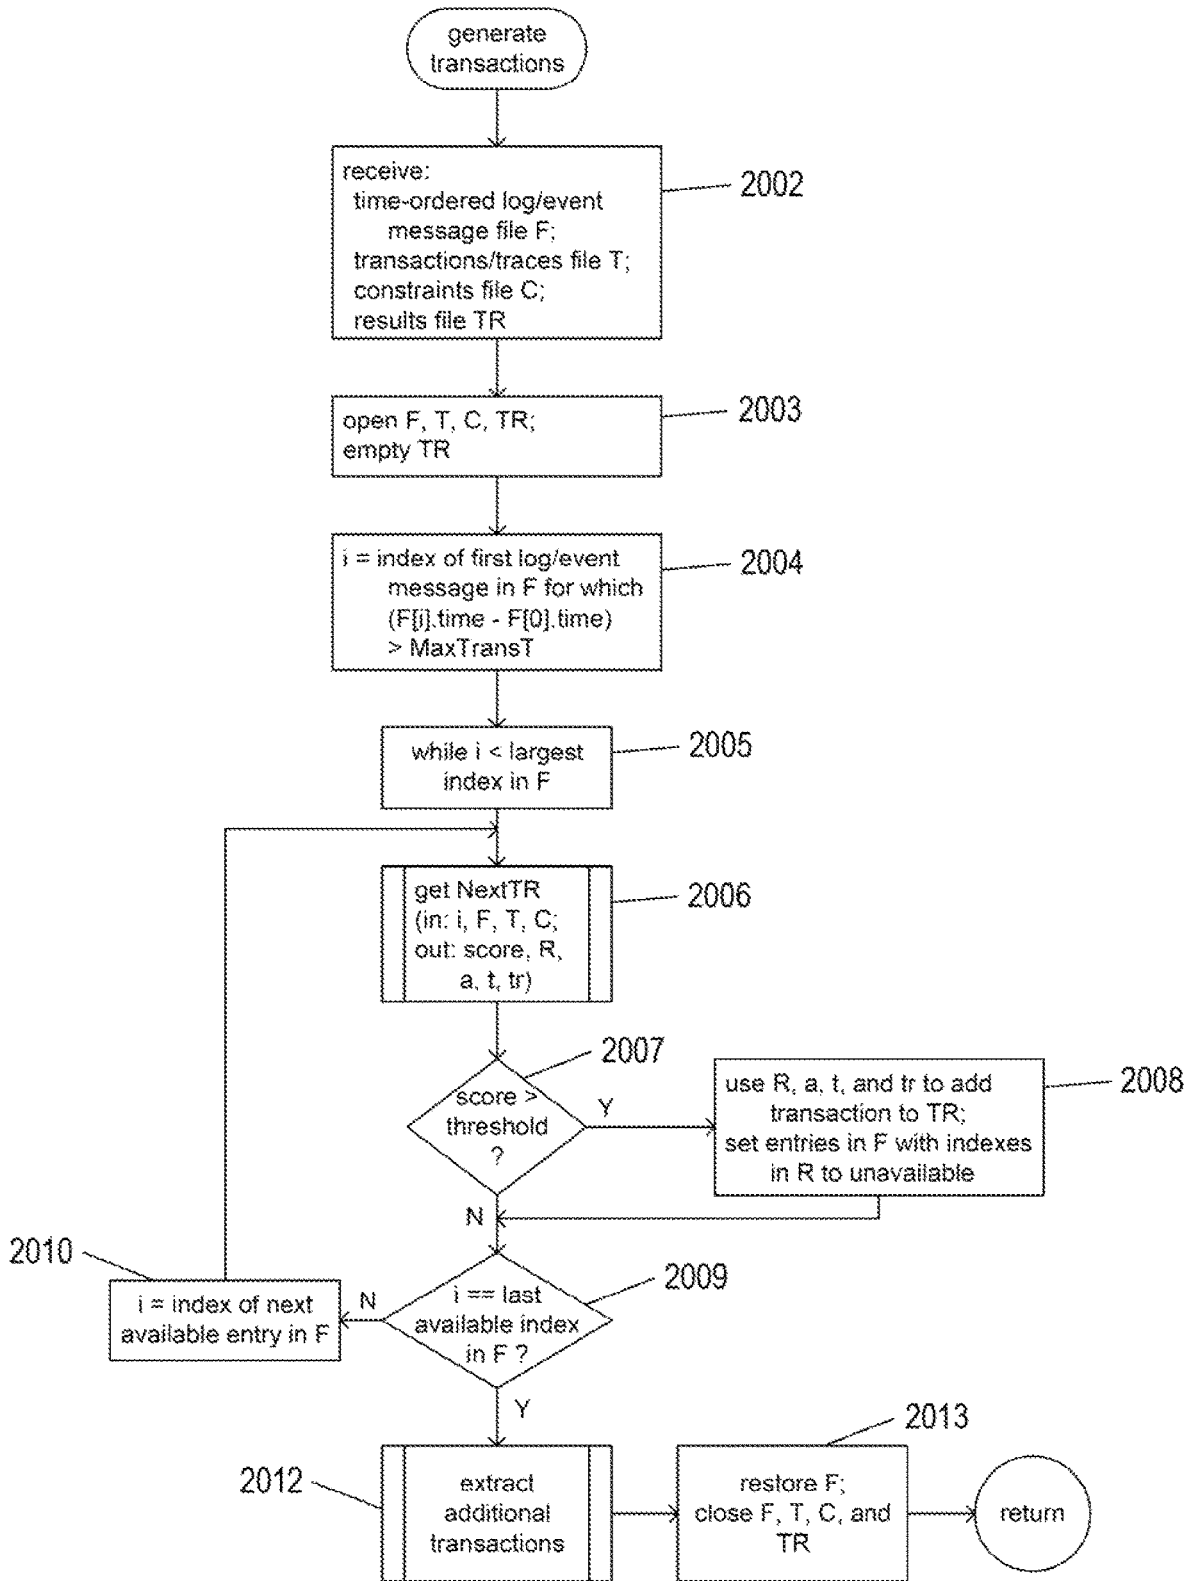 generate
transactions
receive:
time-ordered log/event
message file F;
transactions/traces file T;
constraints file C;
results file TR
2002
open F, T, C, TR;
empty TR
2003
i = index of first log/event
message in F for which
(F[i].time - F[0].time)
> MaxTransT
2004
while i < largest
index in F
2005
get NextTR
(in: i, F, T, C;
out: score, R,
a, t, tr)
2006
score >
threshold
?
2007
Y
use R, a, t, and tr to add
transaction to TR;
set entries in F with indexes
in R to unavailable
2008
N
i == last
available index
in F ?
2009
N
2010
i = index of next
available entry in F
Y
2012
extract
additional
transactions
2013
restore F;
close F, T, C, and
TR
return